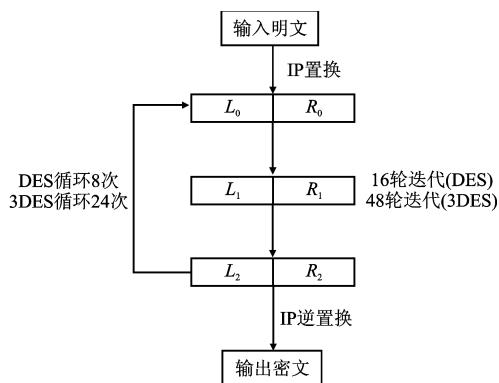 输入明文
IP置换
L₀ R₀
DES循环8次
3DES循环24次
L₁ R₁
16轮迭代(DES)
48轮迭代(3DES)
L₂ R₂
IP逆置换
输出密文